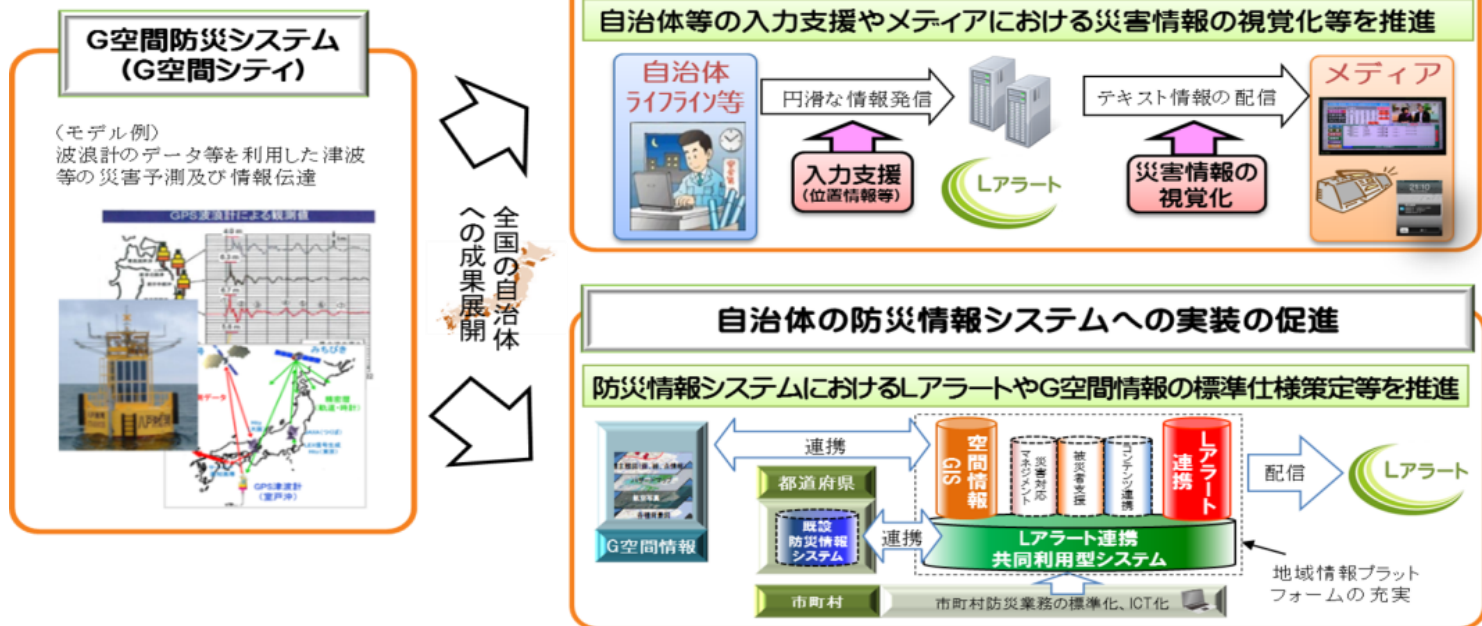 G空間防災システム
（G空間シティ）
〈モデル例〉
波浪計のデータ等を利用した津波
等の災害予測及び情報伝達
GPS波浪計による観測値
みちびき
GPS津波計
（室戸沖）
全国の自治体
への成果展開
自治体等の入力支援やメディアにおける災害情報の視覚化等を推進
自治体
ライフライン等
円滑な情報発信
入力支援
（位置情報等）
Lアラート
テキスト情報の配信
災害情報の
視覚化
メディア
自治体の防災情報システムへの実装の促進
防災情報システムにおけるLアラートやG空間情報の標準仕様策定等を推進
G空間情報
連携
都道府県
既設
防災情報
システム
連携
市町村
市町村防災業務の標準化、ICT化
空間情報
GIS
災害対応
マネジメント
被災者支援
コンテンツ連携
Lアラート
連携
Lアラート連携
共同利用型システム
配信
Lアラート
地域情報プラット
フォームの充実